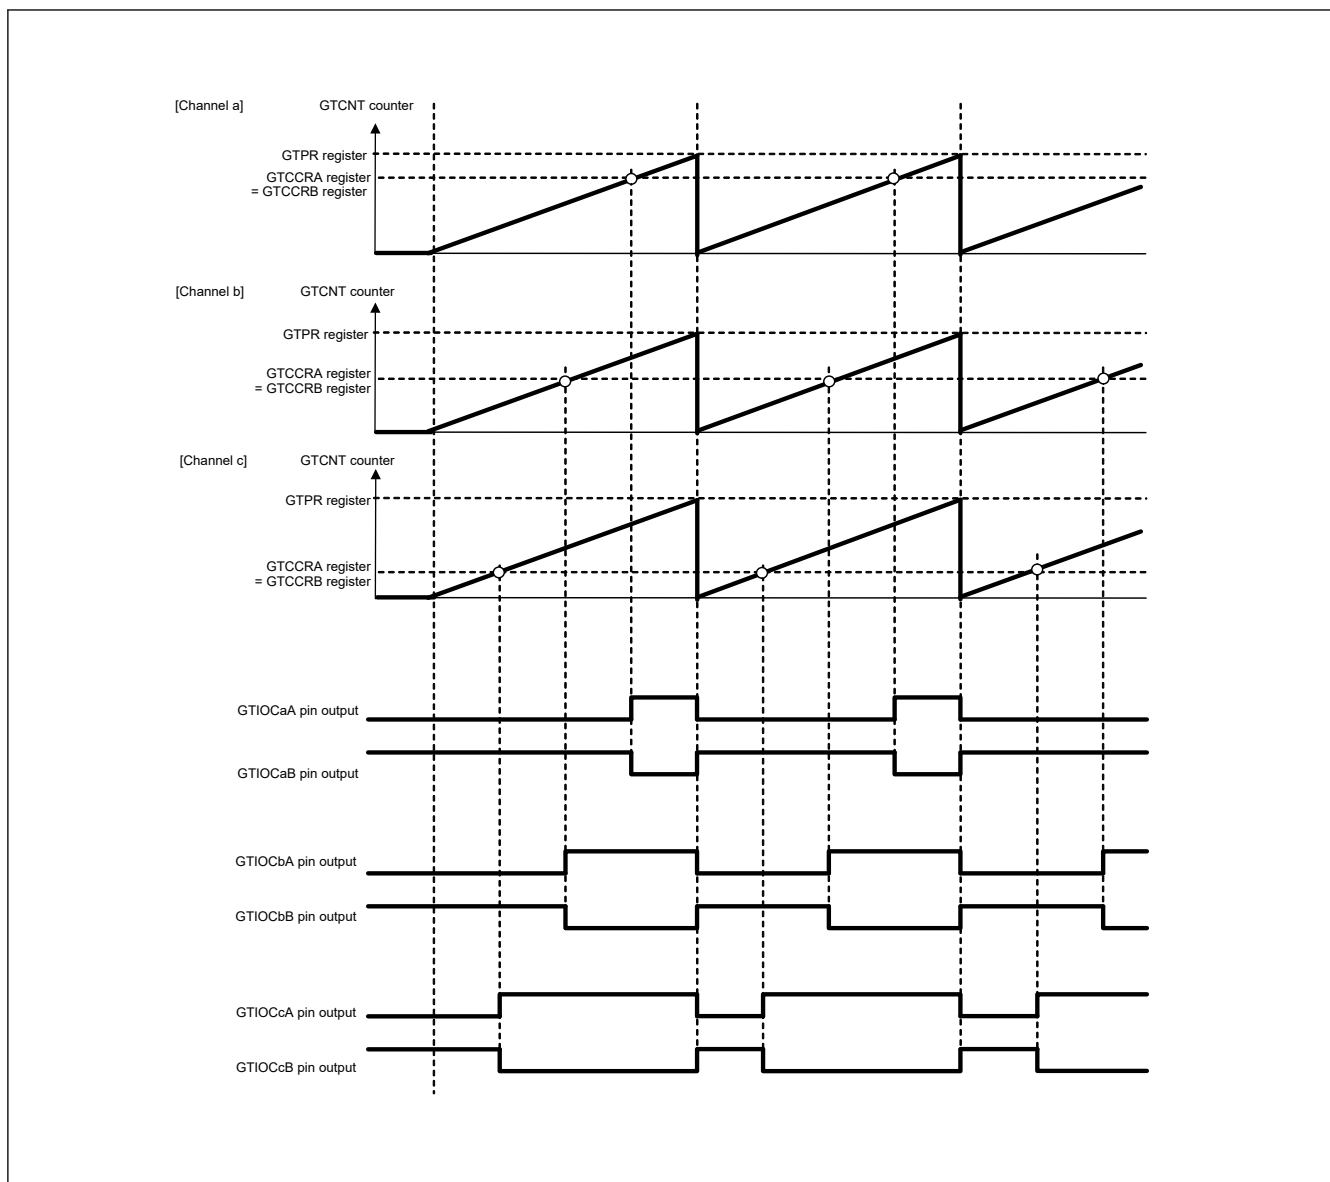 [Channel a] GTCNT counter
GTPR register
GTCCRA register
= GTCCRB register
[Channel b] GTCNT counter
GTPR register
GTCCRA register
= GTCCRB register
[Channel c] GTCNT counter
GTPR register
GTCCRA register
= GTCCRB register
GTIOCaA pin output
GTIOCaB pin output
GTIOCbA pin output
GTIOCbB pin output
GTIOCcA pin output
GTIOCcB pin output